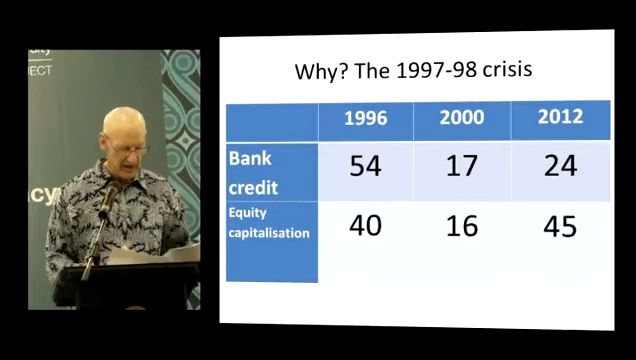 ECT
cy
Why? The 1997-98 crisis
1996 2000 2012
Bank
credit
54 17 24
Equity
capitalisation
40 16 45